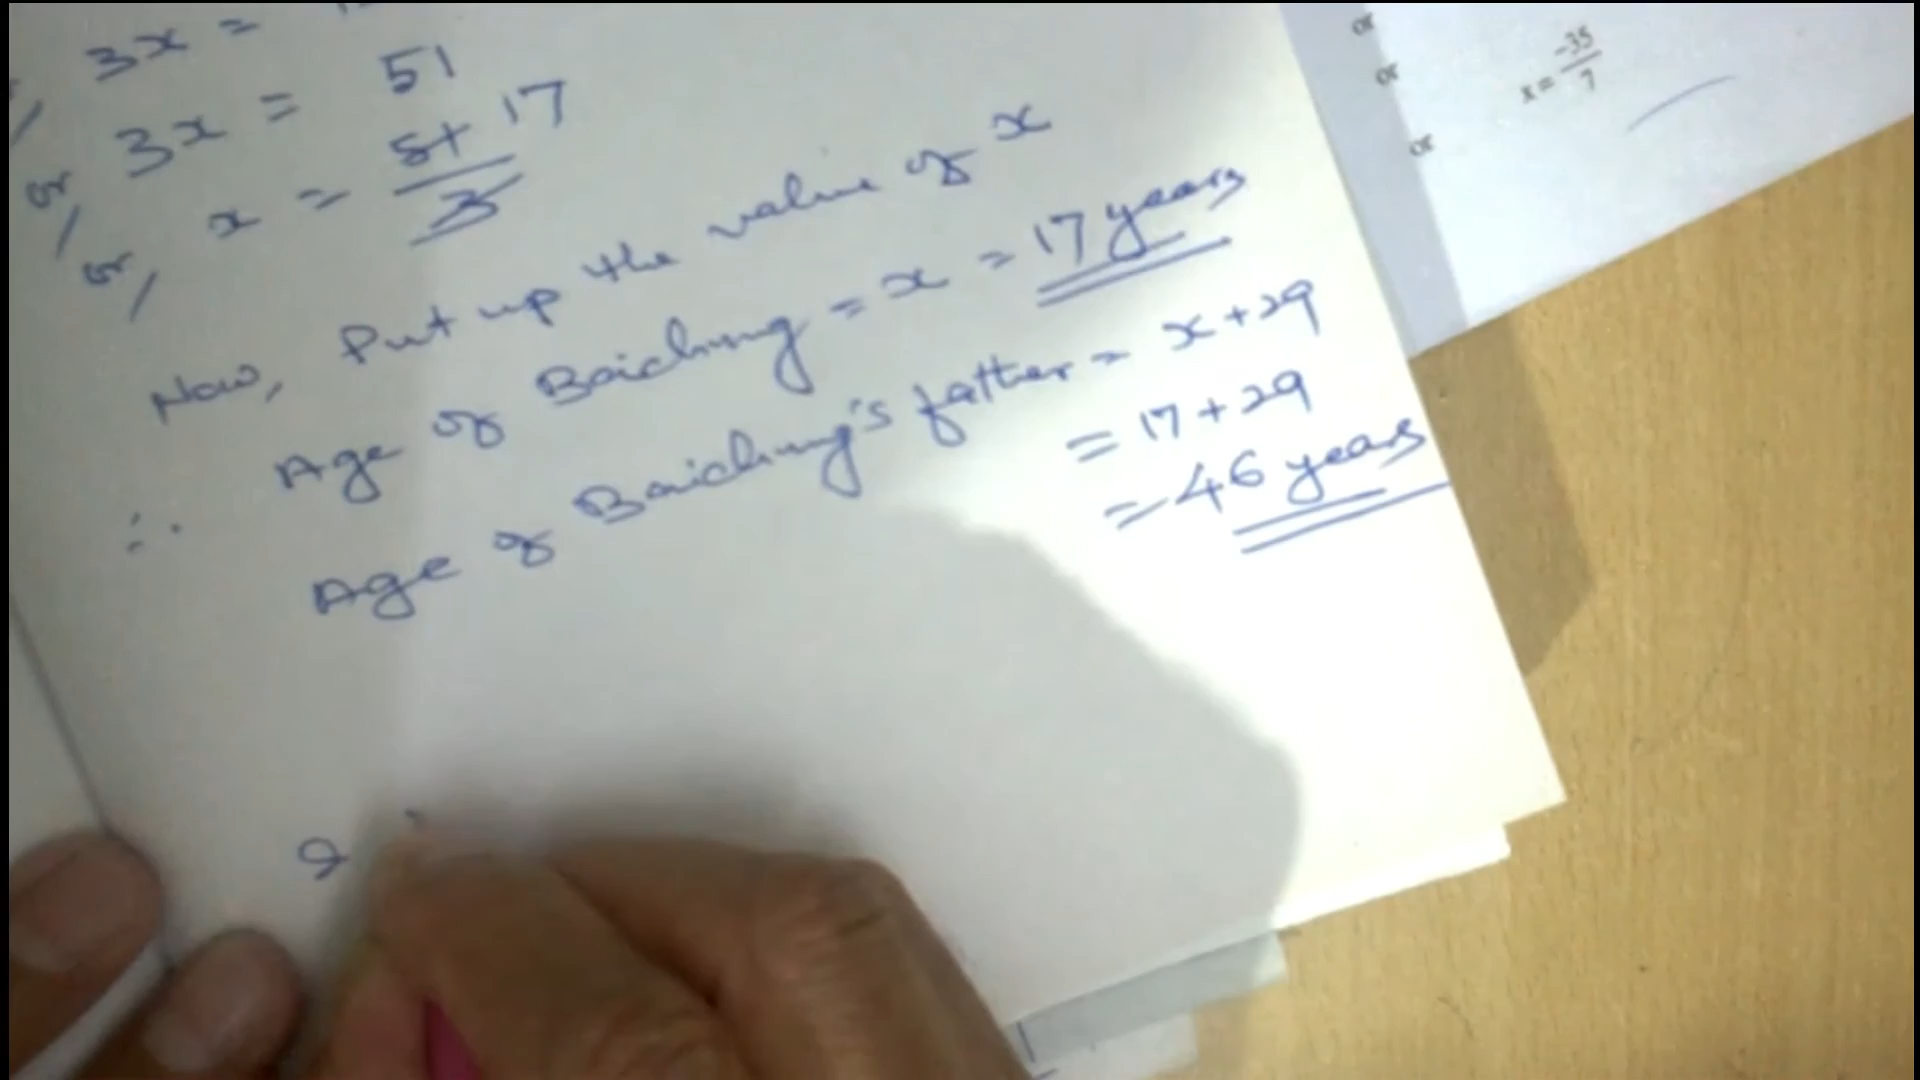 3x =
or, 3x = 51
or, x = 51 17
3
Now, Put up the value of x
∴ Age of Baichung = x = 17 years
Age of Baichung's father = x + 29
= 17 + 29
= 46 years
or
or x = -35
7
or